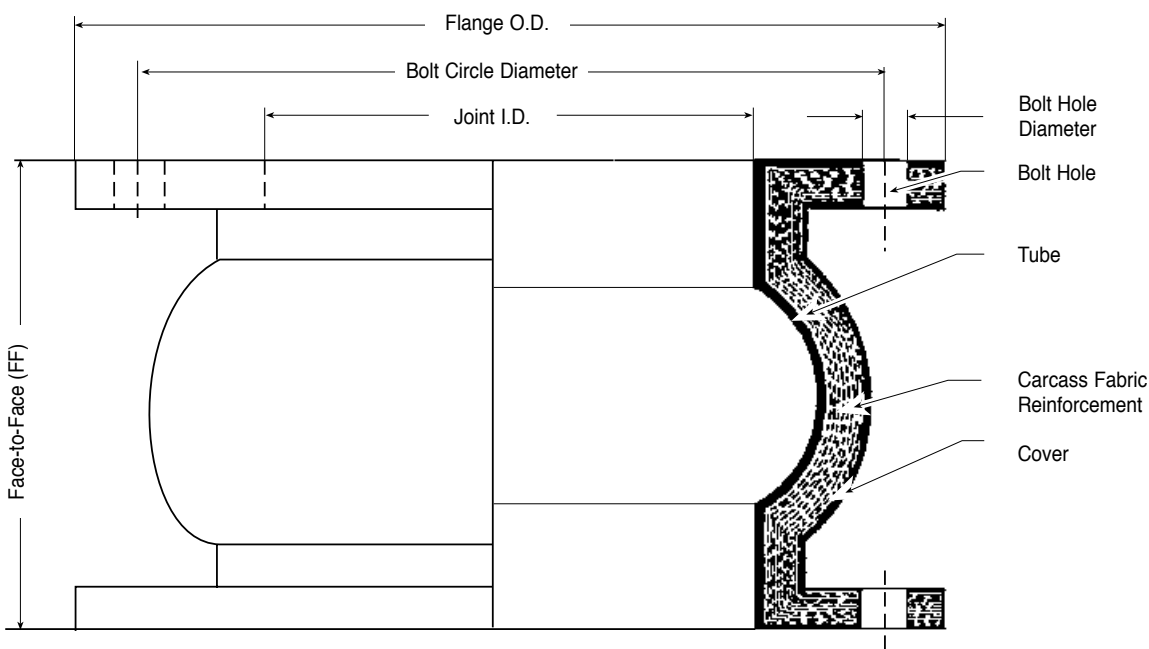 Flange O.D.
Bolt Circle Diameter
Joint I.D.
Bolt Hole
Diameter
Bolt Hole
Tube
Face-to-Face (FF)
Carcass Fabric
Reinforcement
Cover